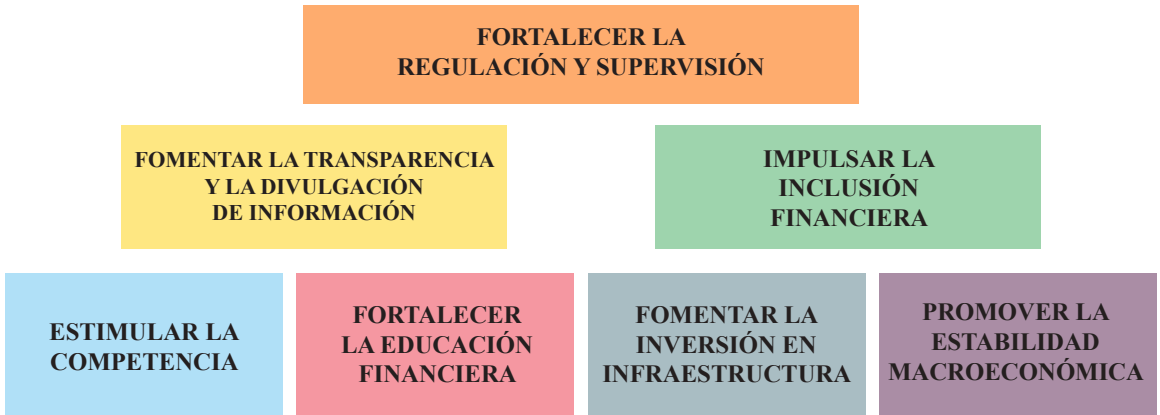 FORTALECER LA
REGULACIÓN Y SUPERVISIÓN
FOMENTAR LA TRANSPARENCIA
Y LA DIVULGACIÓN
DE INFORMACIÓN
IMPULSAR LA
INCLUSIÓN
FINANCIERA
ESTIMULAR LA
COMPETENCIA
FORTALECER
LA EDUCACIÓN
FINANCIERA
FOMENTAR LA
INVERSIÓN EN
INFRAESTRUCTURA
PROMOVER LA
ESTABILIDAD
MACROECONÓMICA